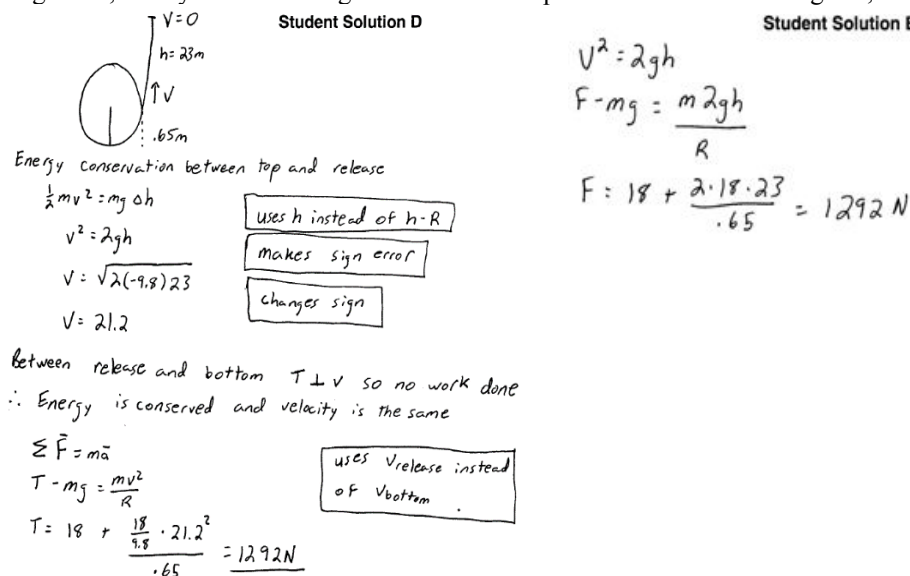 Student Solution D
V=0
h=23m
↑V
.65m
Energy conservation between top and release
½mv²=mg Δh
v²=2gh
V=√2(-9.8)23
V=21.2
uses h instead of h-R
makes sign error
changes sign
Between release and bottom T⊥v so no work done
∴ Energy is conserved and velocity is the same
ΣF̄=mā
T-mg=mv²/R
T=18+(18/9.8·21.2²)/.65=1292N
uses Vrelease instead
of Vbottom
Student Solution
V²=2gh
F-mg=m2gh/R
F=18+2·18·23/.65=1292N